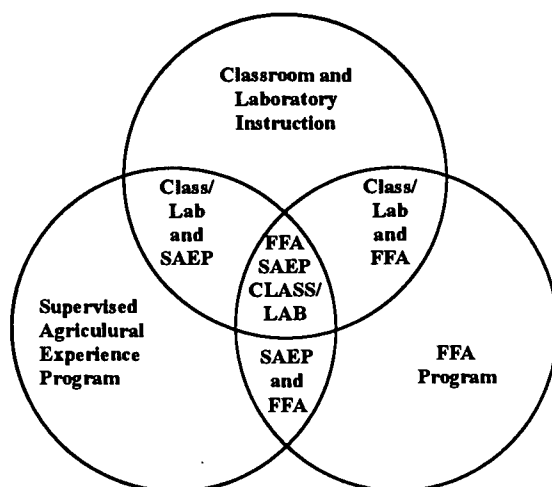 Classroom and
Laboratory
Instruction
Class/
Lab
and
SAEP
Class/
Lab
and
FFA
FFA
SAEP
CLASS/
LAB
Supervised
Agriculural
Experience
Program
SAEP
and
FFA
FFA
Program